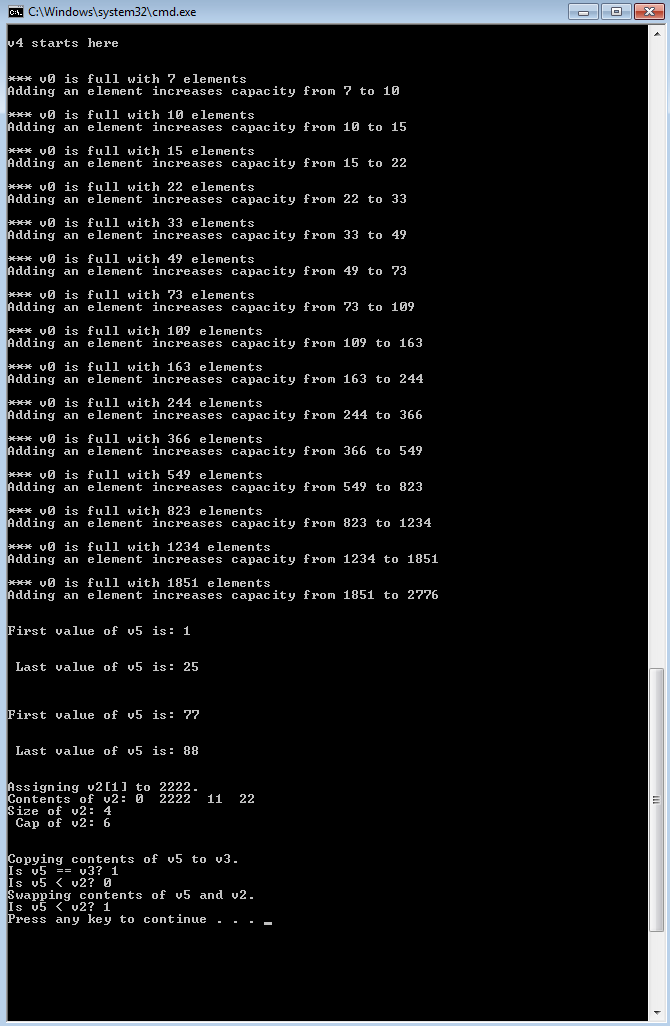 C:\Windows\system32\cmd.exe
v4 starts here
*** v0 is full with 7 elements
Adding an element increases capacity from 7 to 10
*** v0 is full with 10 elements
Adding an element increases capacity from 10 to 15
*** v0 is full with 15 elements
Adding an element increases capacity from 15 to 22
*** v0 is full with 22 elements
Adding an element increases capacity from 22 to 33
*** v0 is full with 33 elements
Adding an element increases capacity from 33 to 49
*** v0 is full with 49 elements
Adding an element increases capacity from 49 to 73
*** v0 is full with 73 elements
Adding an element increases capacity from 73 to 109
*** v0 is full with 109 elements
Adding an element increases capacity from 109 to 163
*** v0 is full with 163 elements
Adding an element increases capacity from 163 to 244
*** v0 is full with 244 elements
Adding an element increases capacity from 244 to 366
*** v0 is full with 366 elements
Adding an element increases capacity from 366 to 549
*** v0 is full with 549 elements
Adding an element increases capacity from 549 to 823
*** v0 is full with 823 elements
Adding an element increases capacity from 823 to 1234
*** v0 is full with 1234 elements
Adding an element increases capacity from 1234 to 1851
*** v0 is full with 1851 elements
Adding an element increases capacity from 1851 to 2776
First value of v5 is: 1
Last value of v5 is: 25
First value of v5 is: 77
Last value of v5 is: 88
Assigning v2[1] to 2222.
Contents of v2: 0 2222 11 22
Size of v2: 4
Cap of v2: 6
Copying contents of v5 to v3.
Is v5 == v3? 1
Is v5 < v2? 0
Swapping contents of v5 and v2.
Is v5 < v2? 1
Press any key to continue . . . _